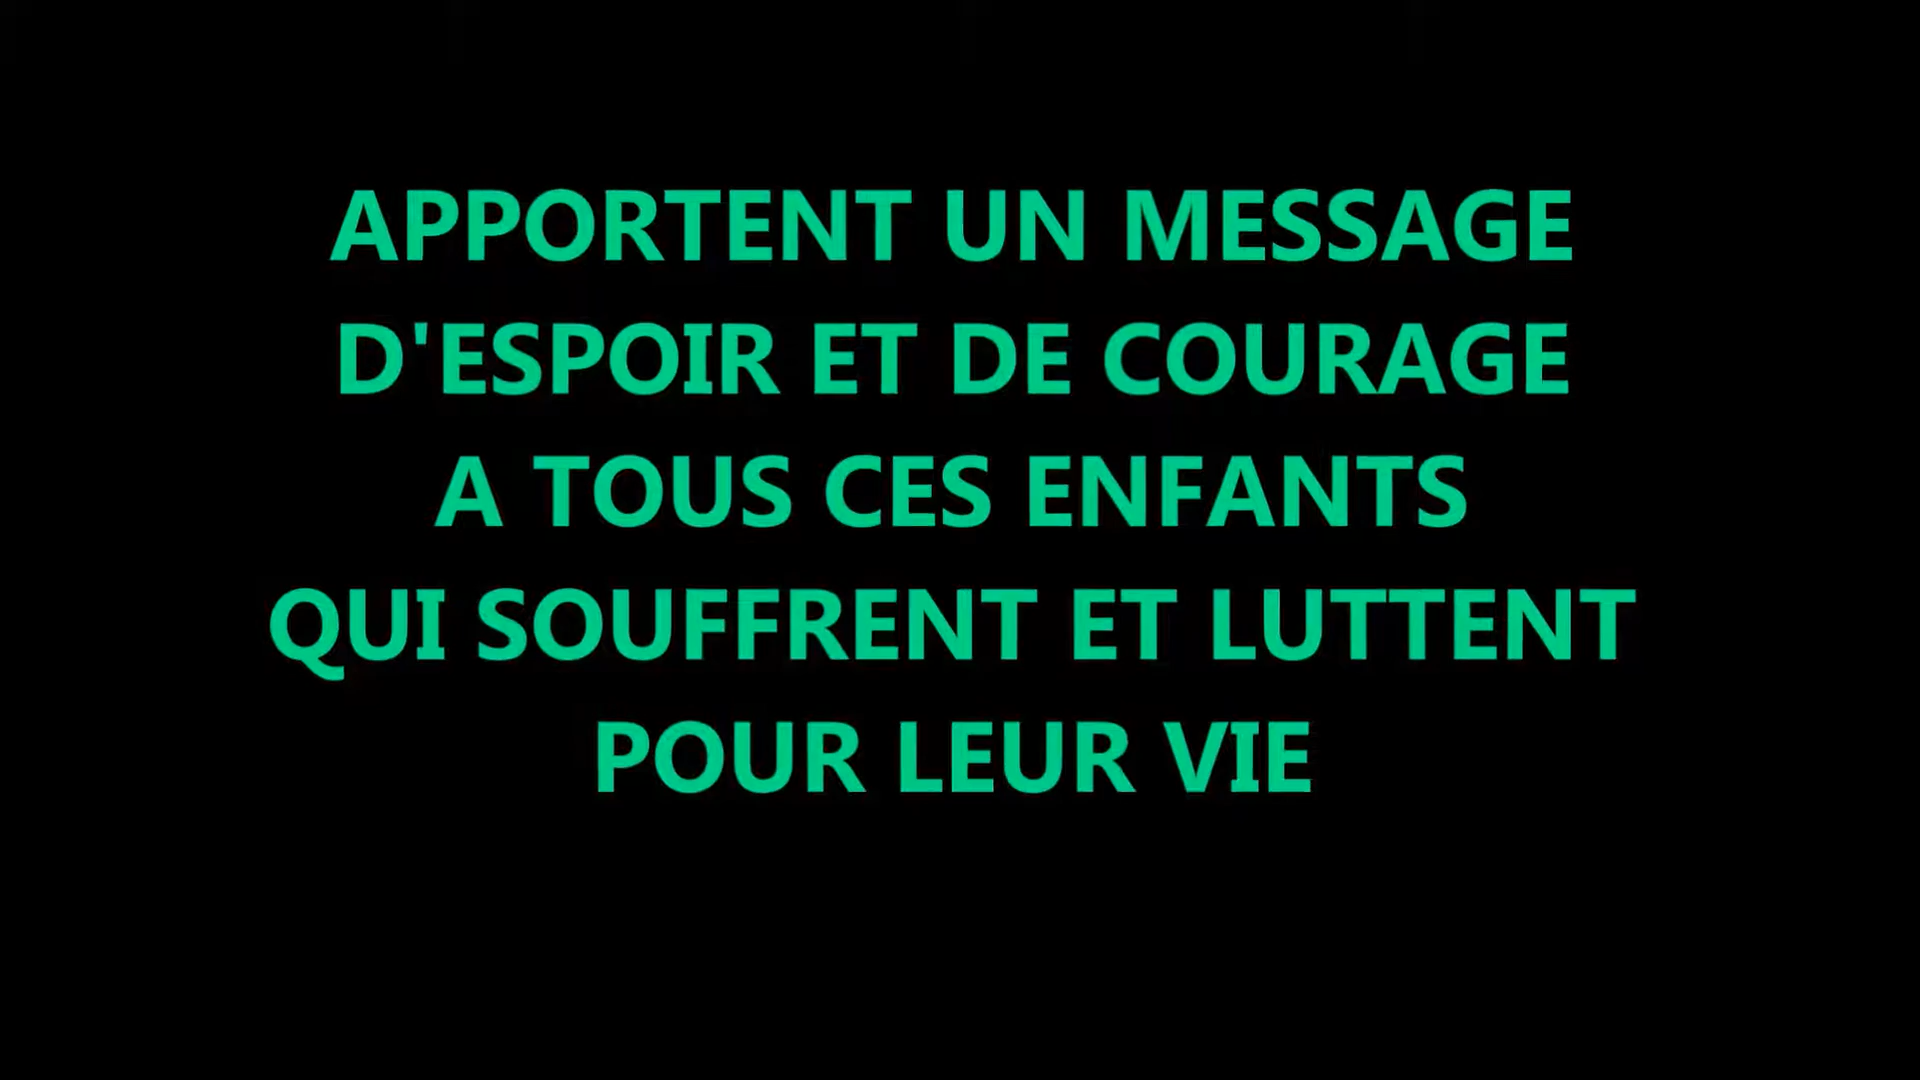 APPORTENT UN MESSAGE
D'ESPOIR ET DE COURAGE
A TOUS CES ENFANTS
QUI SOUFFRENT ET LUTTENT
POUR LEUR VIE